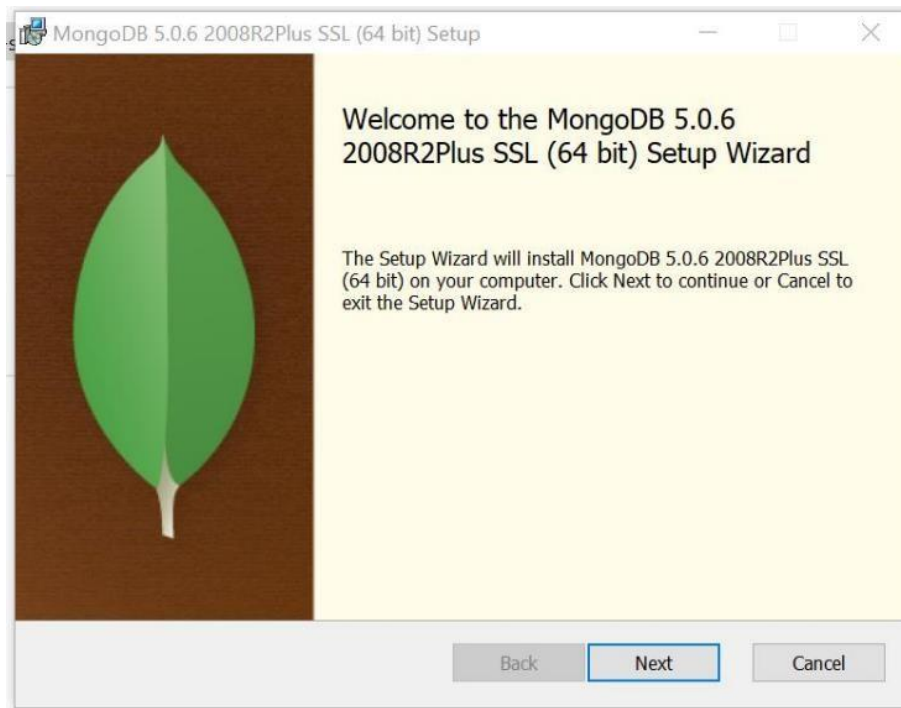 MongoDB 5.0.6 2008R2Plus SSL (64 bit) Setup
Welcome to the MongoDB 5.0.6
2008R2Plus SSL (64 bit) Setup Wizard
The Setup Wizard will install MongoDB 5.0.6 2008R2Plus SSL
(64 bit) on your computer. Click Next to continue or Cancel to
exit the Setup Wizard.
Back
Next
Cancel